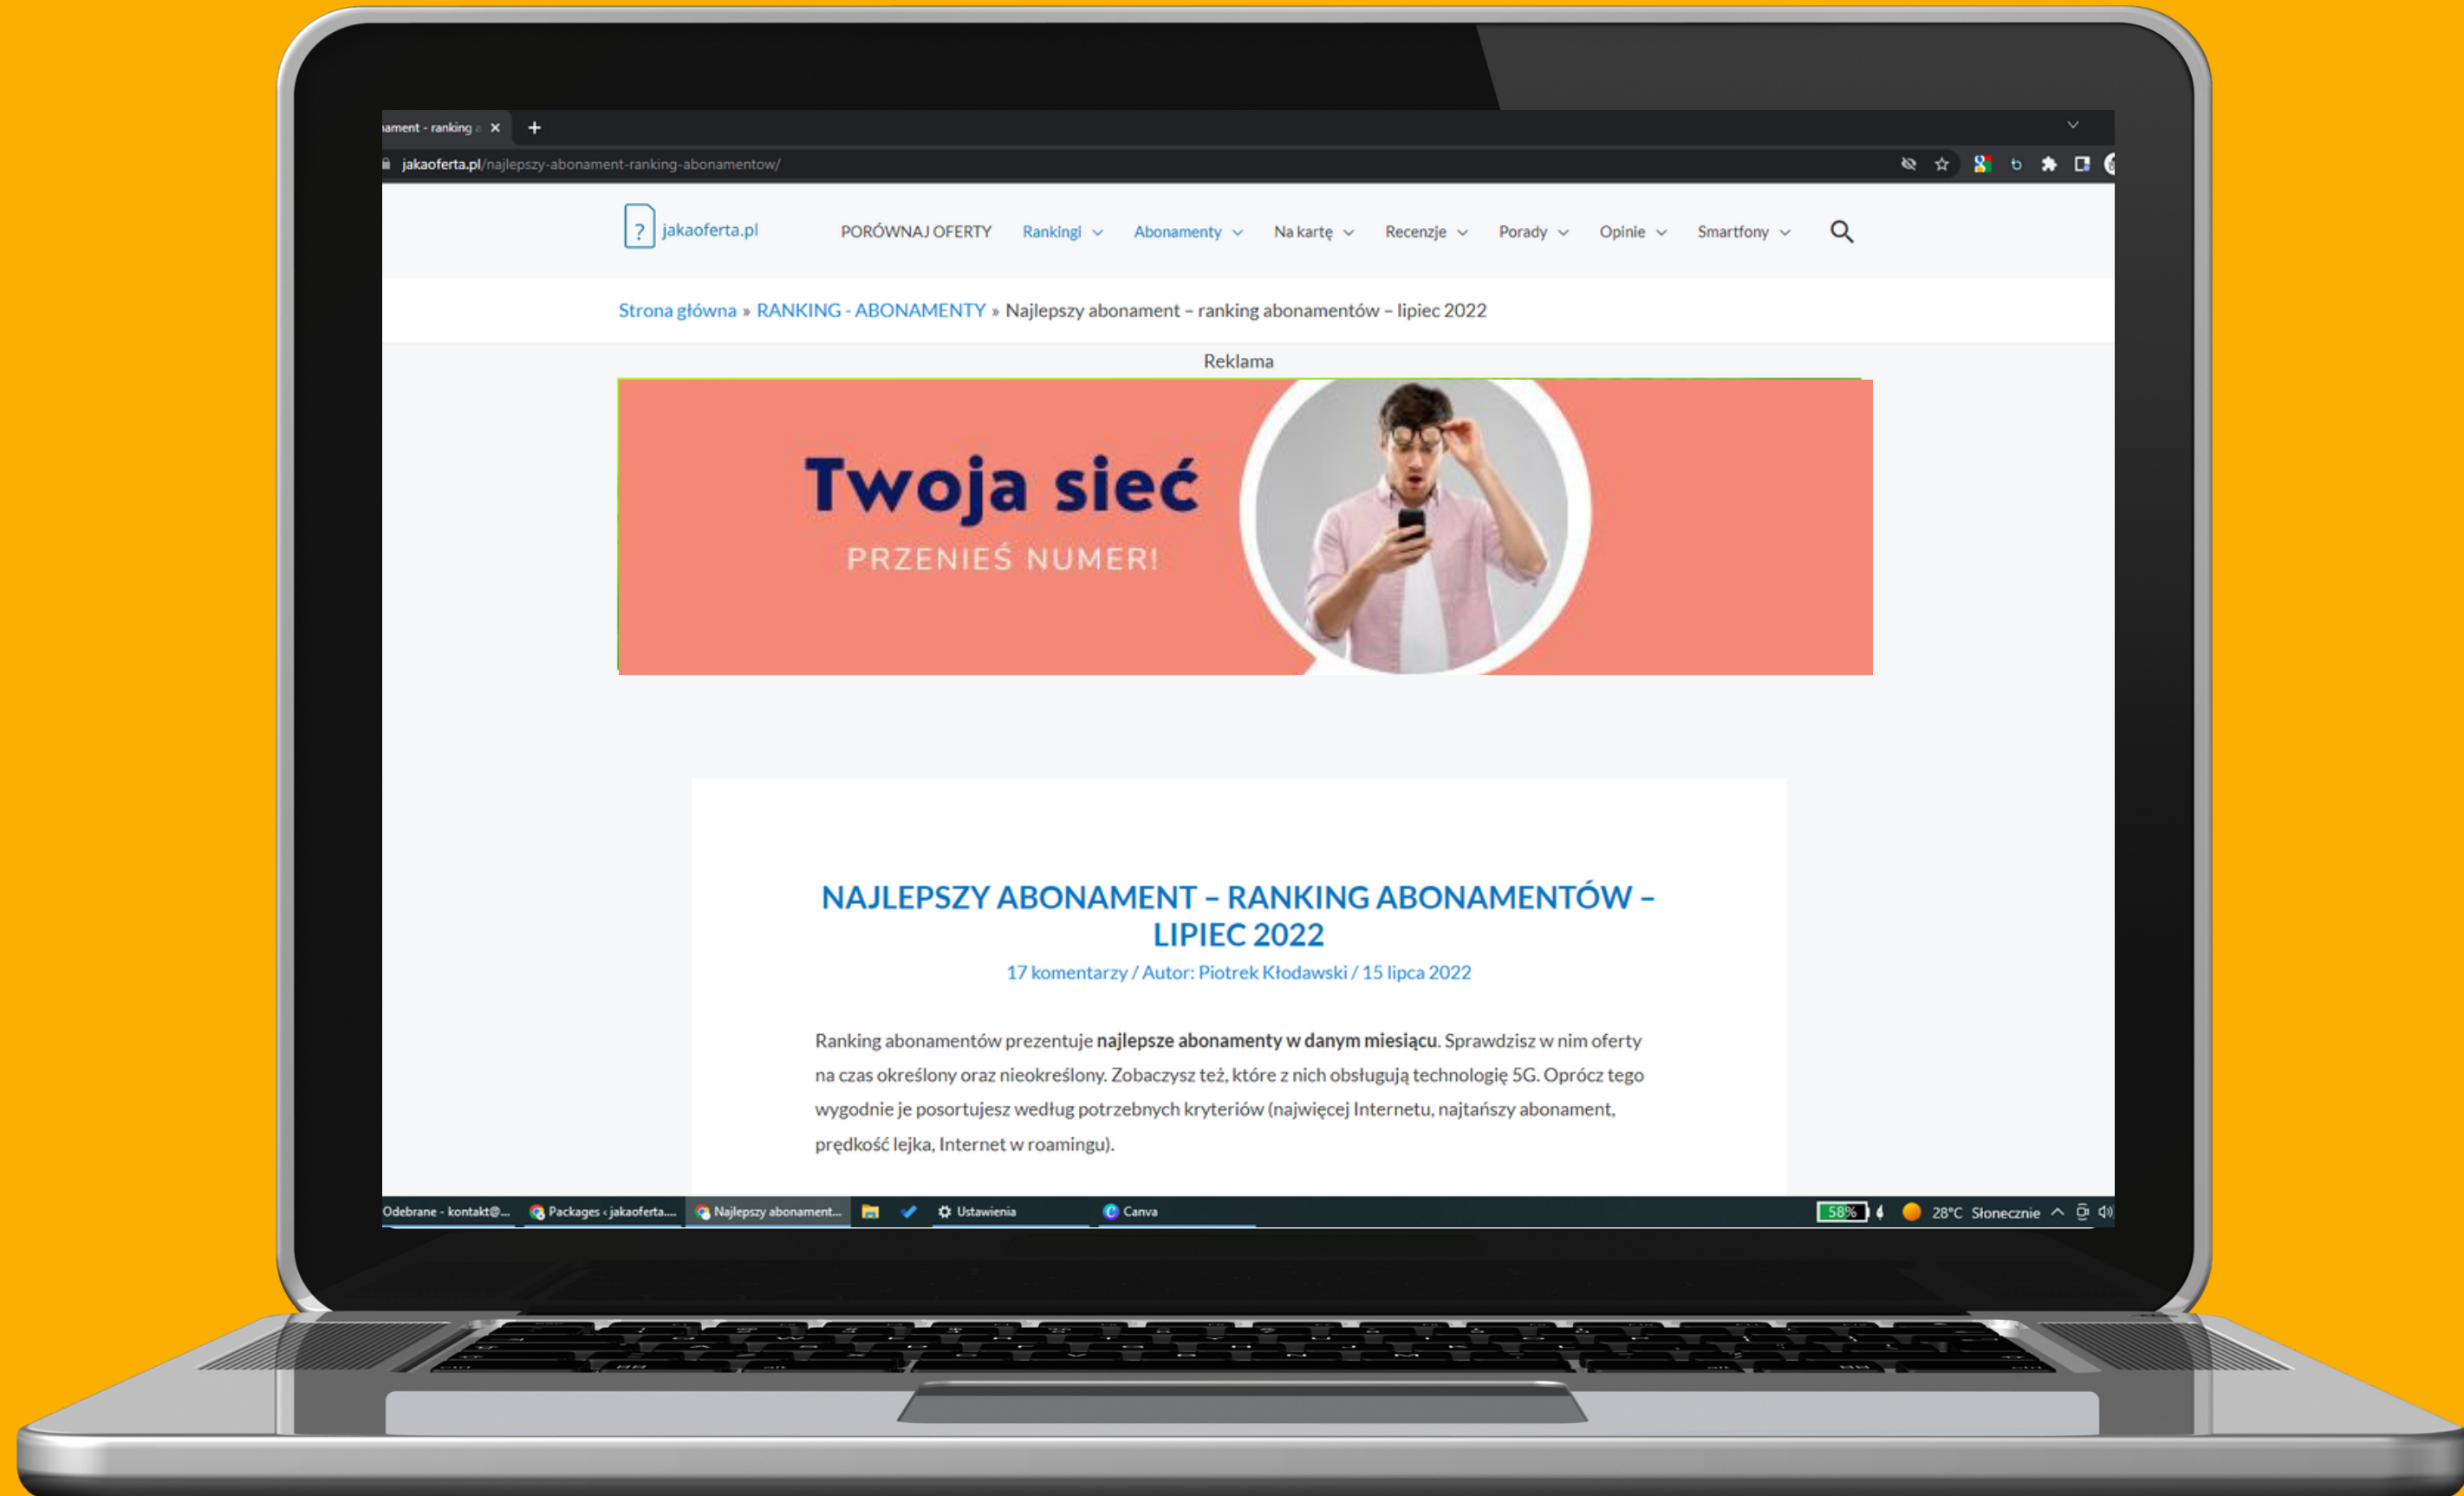 nament - ranking a
jakaoferta.pl/najlepszy-abonament-ranking-abonamentow/
? jakaoferta.pl PORÓWNAJ OFERTY Rankingi Abonamenty Na kartę Recenzje Porady Opinie Smartfony
Strona główna » RANKING - ABONAMENTY » Najlepszy abonament – ranking abonamentów – lipiec 2022
Reklama
Twoja sieć
PRZENIEŚ NUMER!
NAJLEPSZY ABONAMENT – RANKING ABONAMENTÓW –
LIPIEC 2022
17 komentarzy / Autor: Piotrek Kłodawski / 15 lipca 2022
Ranking abonamentów prezentuje najlepsze abonamenty w danym miesiącu. Sprawdzisz w nim oferty
na czas określony oraz nieokreślony. Zobaczysz też, które z nich obsługują technologię 5G. Oprócz tego
wygodnie je posortujesz według potrzebnych kryteriów (najwięcej Internetu, najtańszy abonament,
prędkość lejka, Internet w roamingu).
Odebrane - kontakt@... Packages ‹ jakaoferta.... Najlepszy abonament... Ustawienia Canva 58% 28°C Słonecznie